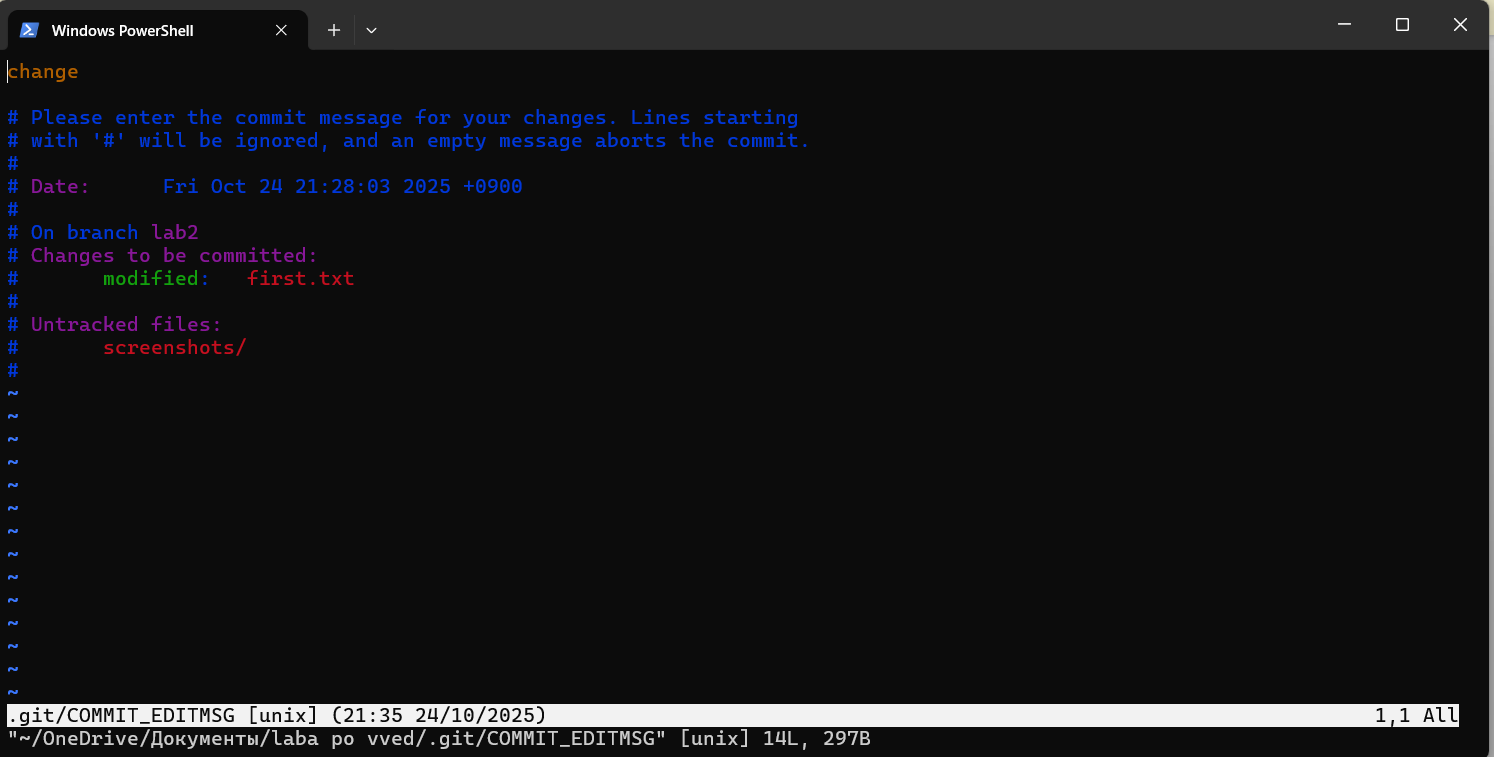 Windows PowerShell
change
# Please enter the commit message for your changes. Lines starting
# with '#' will be ignored, and an empty message aborts the commit.
#
# Date:      Fri Oct 24 21:28:03 2025 +0900
#
# On branch lab2
# Changes to be committed:
#       modified:   first.txt
#
# Untracked files:
#       screenshots/
#
~
~
~
~
~
~
~
~
~
~
~
~
~
~
.git/COMMIT_EDITMSG [unix] (21:35 24/10/2025) 1,1 All
"~/OneDrive/Документы/laba po vved/.git/COMMIT_EDITMSG" [unix] 14L, 297B